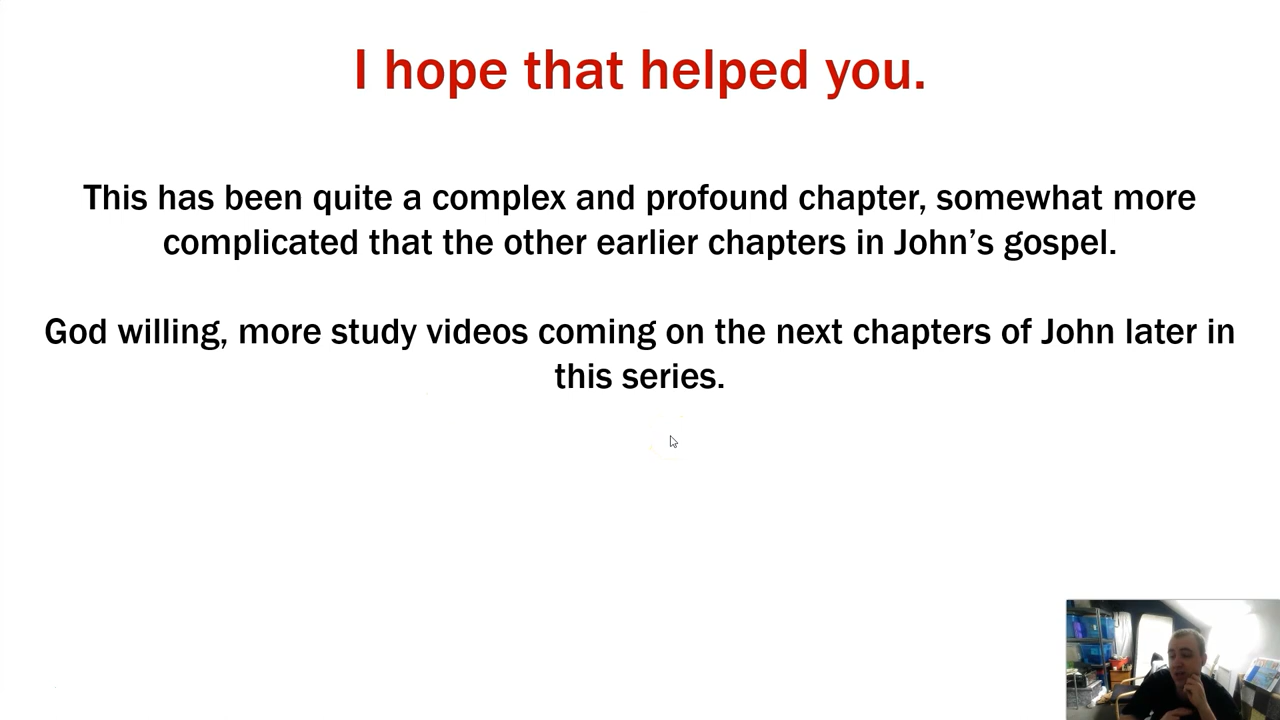 I hope that helped you.
This has been quite a complex and profound chapter, somewhat more
complicated that the other earlier chapters in John’s gospel.
God willing, more study videos coming on the next chapters of John later in
this series.